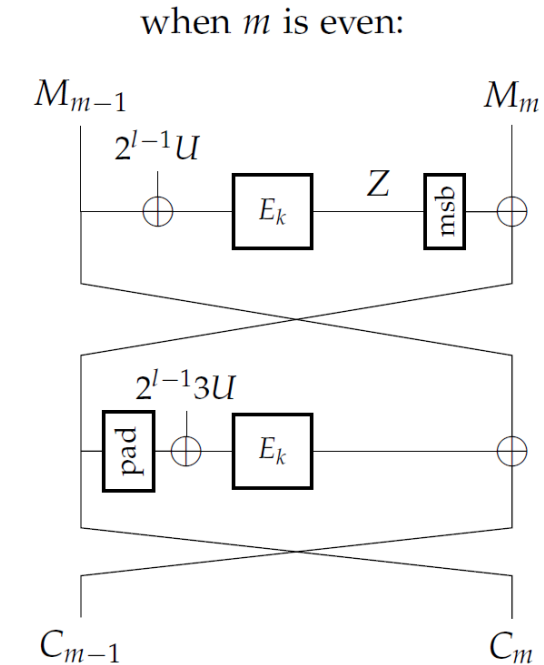 when m is even:
M_{m−1}
M_m
2^{l−1}U
E_k
Z
msb
2^{l−1}3U
pad
E_k
C_{m−1}
C_m